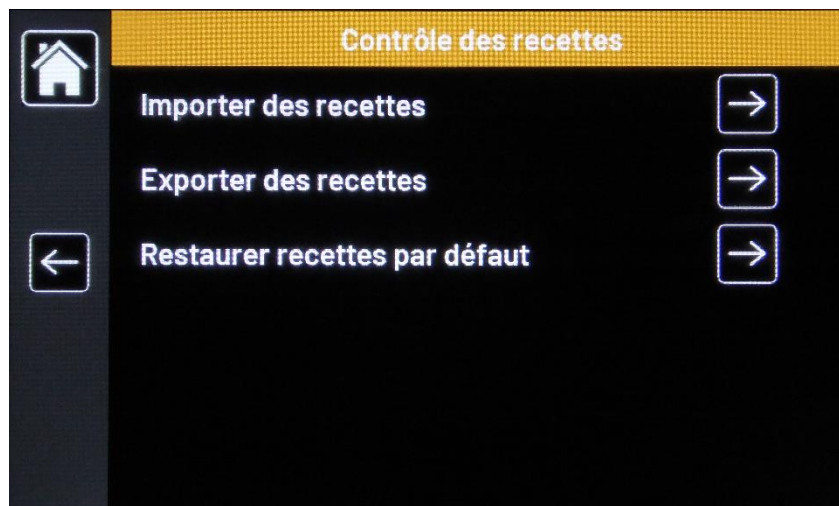 Contrôle des recettes
Importer des recettes
Exporter des recettes
Restaurer recettes par défaut